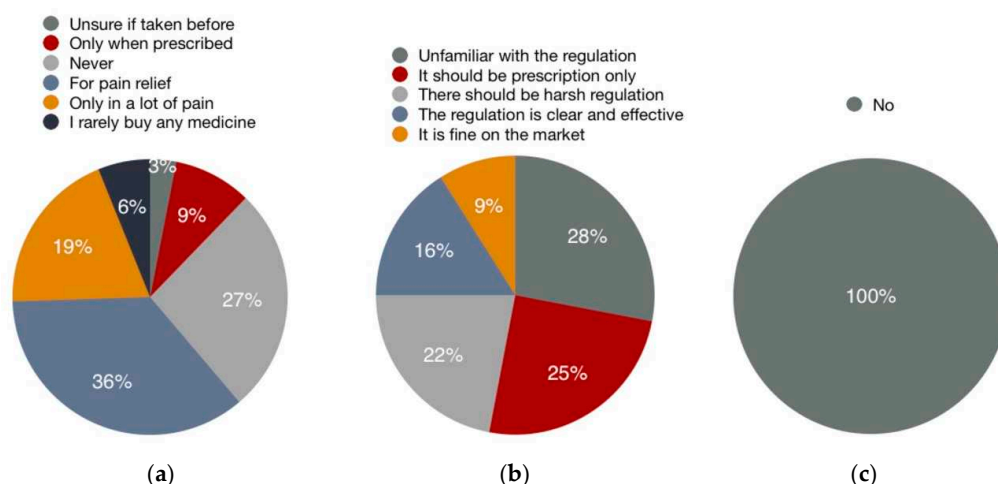 Unsure if taken before
Only when prescribed
Never
For pain relief
Only in a lot of pain
I rarely buy any medicine
3%
9%
27%
36%
19%
6%
(a)
Unfamiliar with the regulation
It should be prescription only
There should be harsh regulation
The regulation is clear and effective
It is fine on the market
28%
25%
22%
16%
9%
(b)
No
100%
(c)